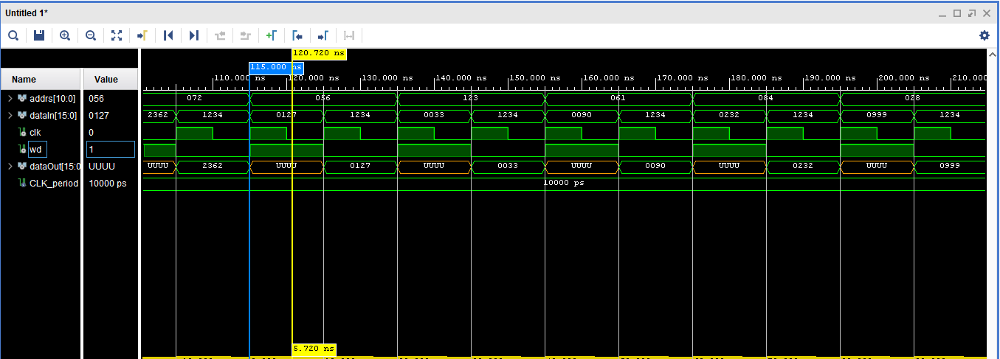 Untitled 1*
120.720 ns
115.000 ns
110.000 ns 120.000 ns 130.000 ns 140.000 ns 150.000 ns 160.000 ns 170.000 ns 180.000 ns 190.000 ns 200.000 ns 210.000
Name Value
addrs[10:0] 056 072 056 123 061 084 028
dataIn[15:0] 0127 2362 1234 0127 1234 0033 1234 0090 1234 0232 1234 0999 1234
clk 0
wd 1
dataOut[15:0 UUUU UUUU 2362 UUUU 0127 UUUU 0033 UUUU 0090 UUUU 0232 UUUU 0999
CLK_period 10000 ps 10000 ps
5.720 ns